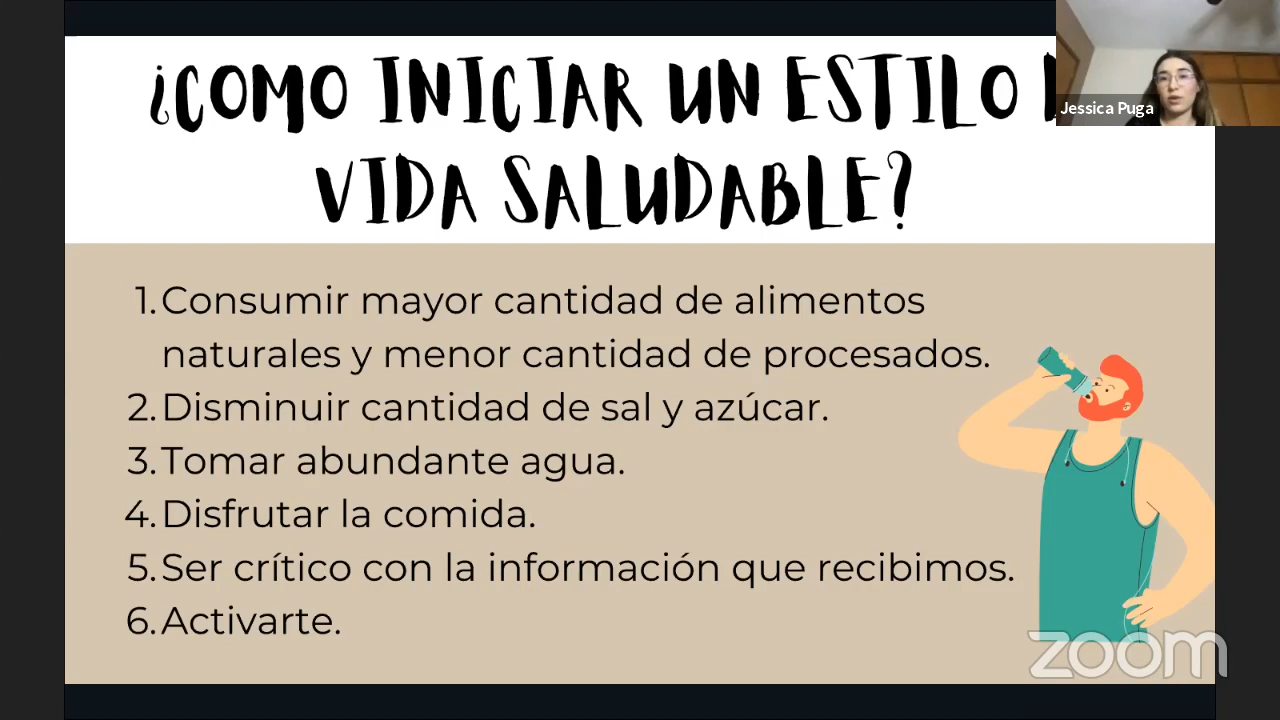 ¿COMO INICIAR UN ESTILO
VIDA SALUDABLE?
Jessica Puga
1. Consumir mayor cantidad de alimentos
naturales y menor cantidad de procesados.
2. Disminuir cantidad de sal y azúcar.
3. Tomar abundante agua.
4. Disfrutar la comida.
5. Ser crítico con la información que recibimos.
6. Activarte.
zoom